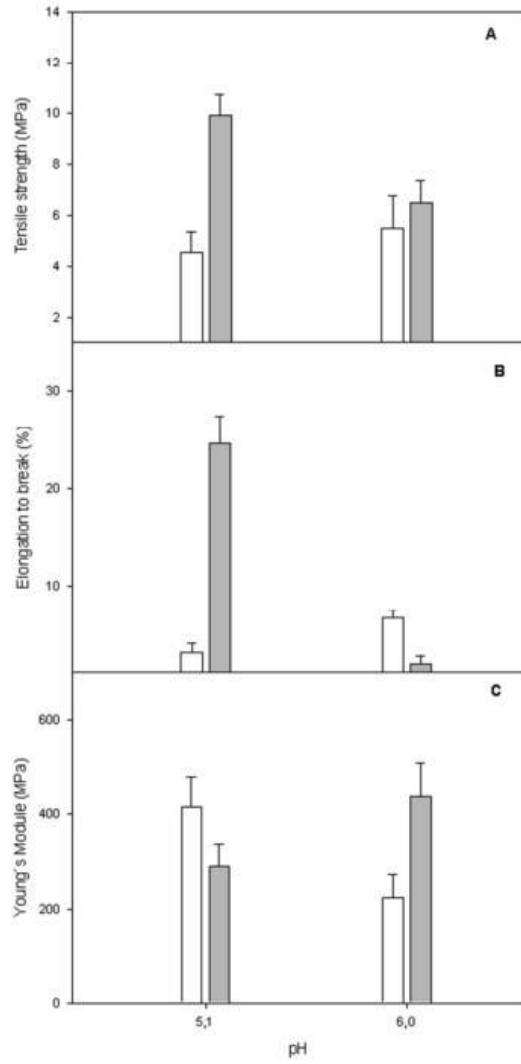 A
14
12
10
8
6
4
2
Tensile strength (MPa)
B
30
20
10
Elongation to break (%)
C
600
400
200
0
Young´s Module (MPa)
5,1 6,0
pH